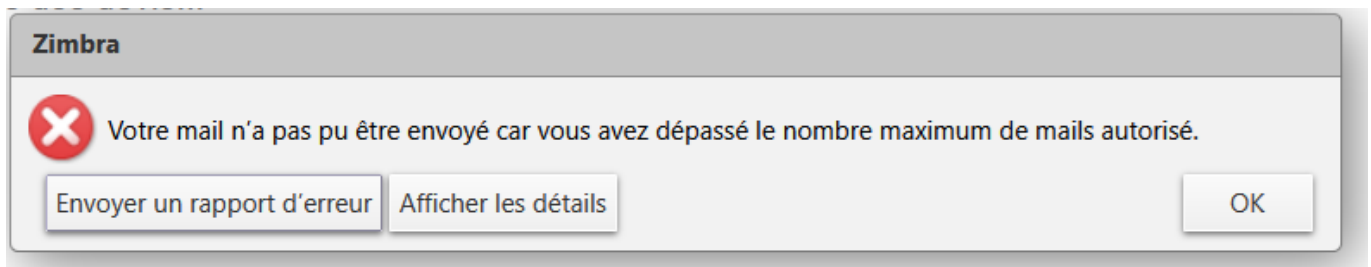 Zimbra
Votre mail n'a pas pu être envoyé car vous avez dépassé le nombre maximum de mails autorisé.
Envoyer un rapport d'erreur Afficher les détails OK